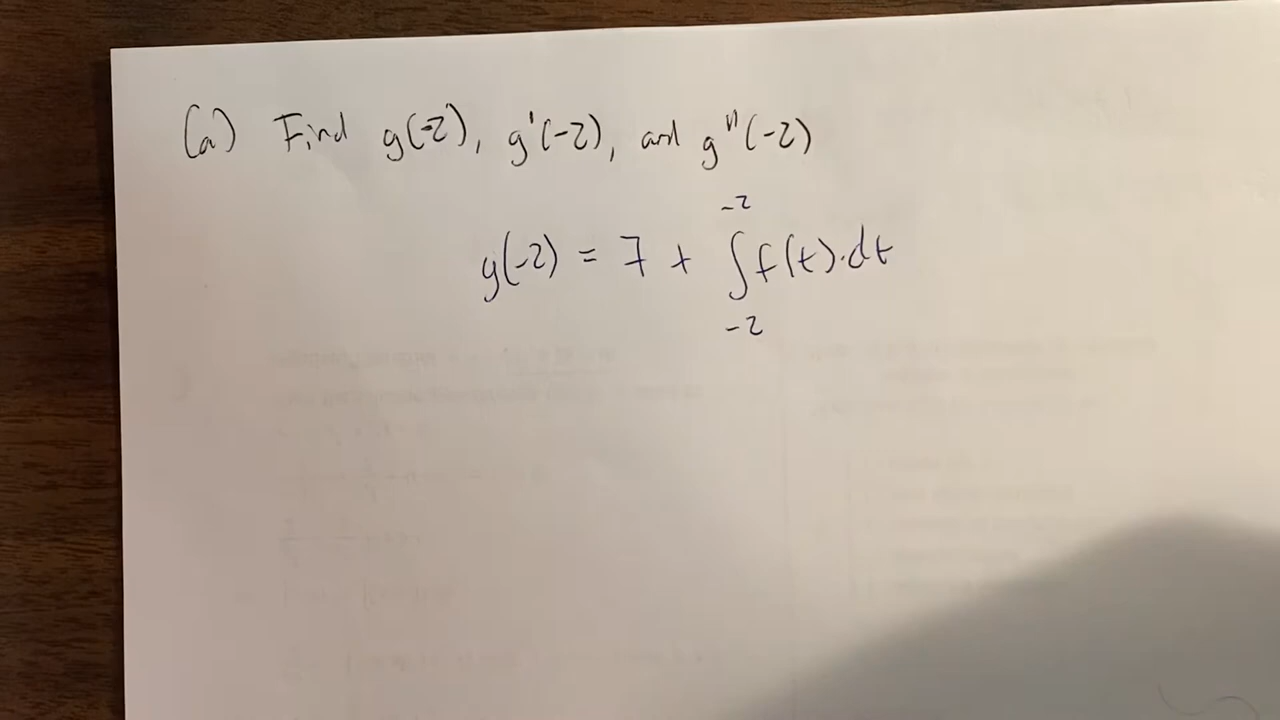 (a) Find g(-2), g'(-2), and g"(-2)
-2
g(-2) = 7 + ∫f(t)·dt
-2